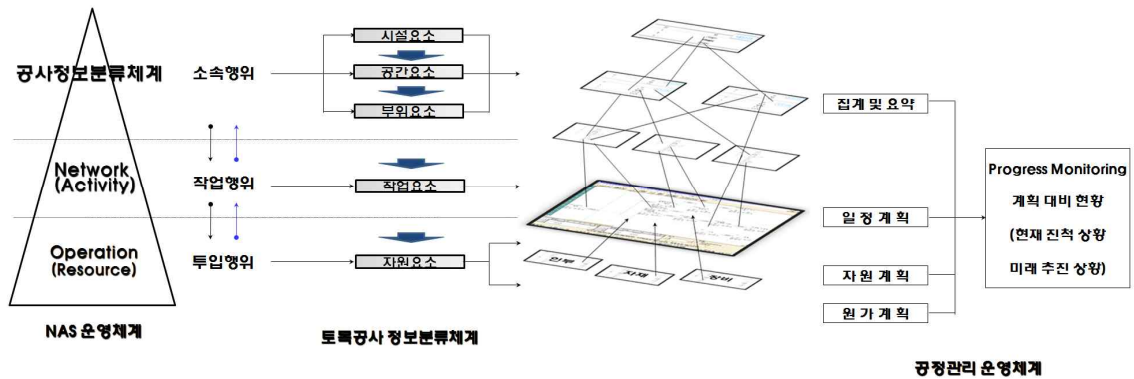 공사정보분류체계
Network
(Activity)
Operation
(Resource)
NAS 운영체계
소속행위
작업행위
투입행위
시설요소
공간요소
부위요소
작업요소
자원요소
토목공사 정보분류체계
인부
자재
장비
집계 및 요약
일정 계획
자원 계획
원가 계획
Progress Monitoring
계획 대비 현황
(현재 진척 상황
미래 추진 상황)
공정관리 운영체계